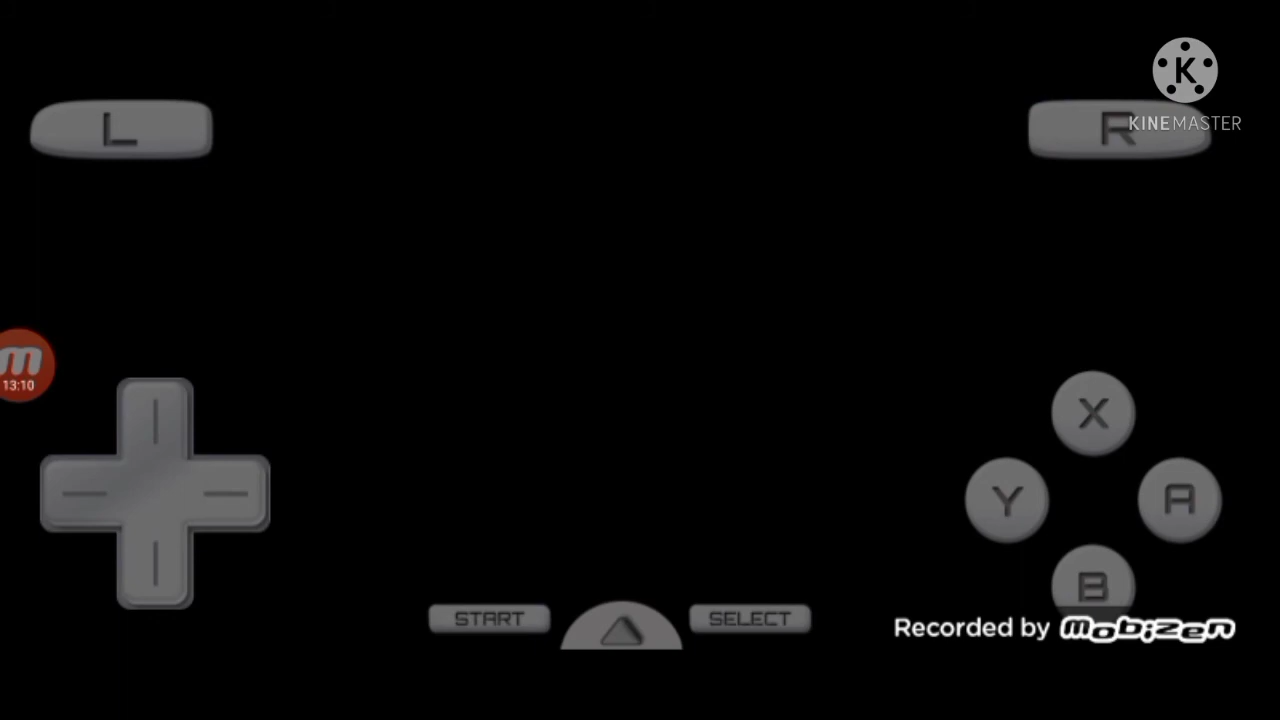 K
KINEMASTER
L
R
m
13:10
X
Y
A
B
START
SELECT
Recorded by mobizen